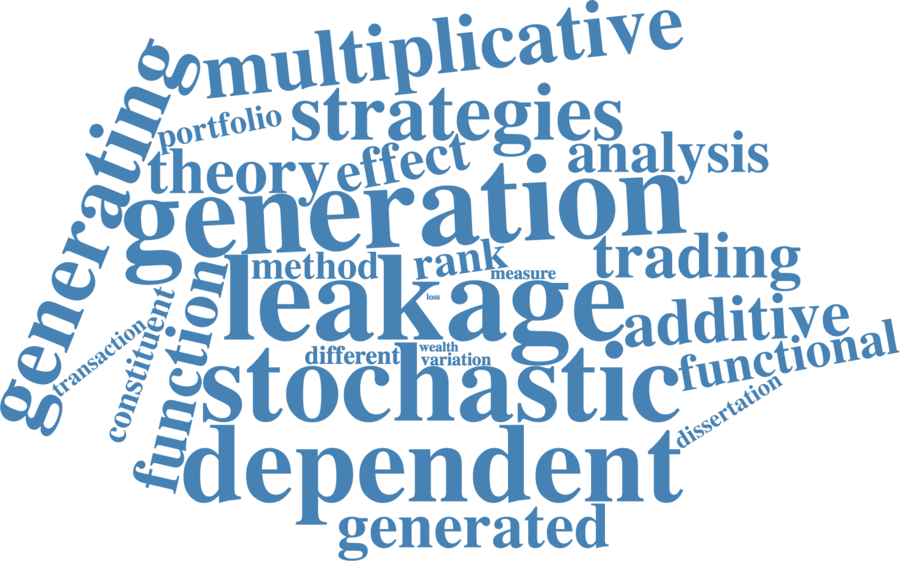 multiplicative
generating
portfolio
strategies
theory
effect
analysis
generation
method
rank
measure
trading
leakage
loss
additive
function
constituent
transaction
different
wealth
variation
functional
stochastic
dissertation
dependent
generated